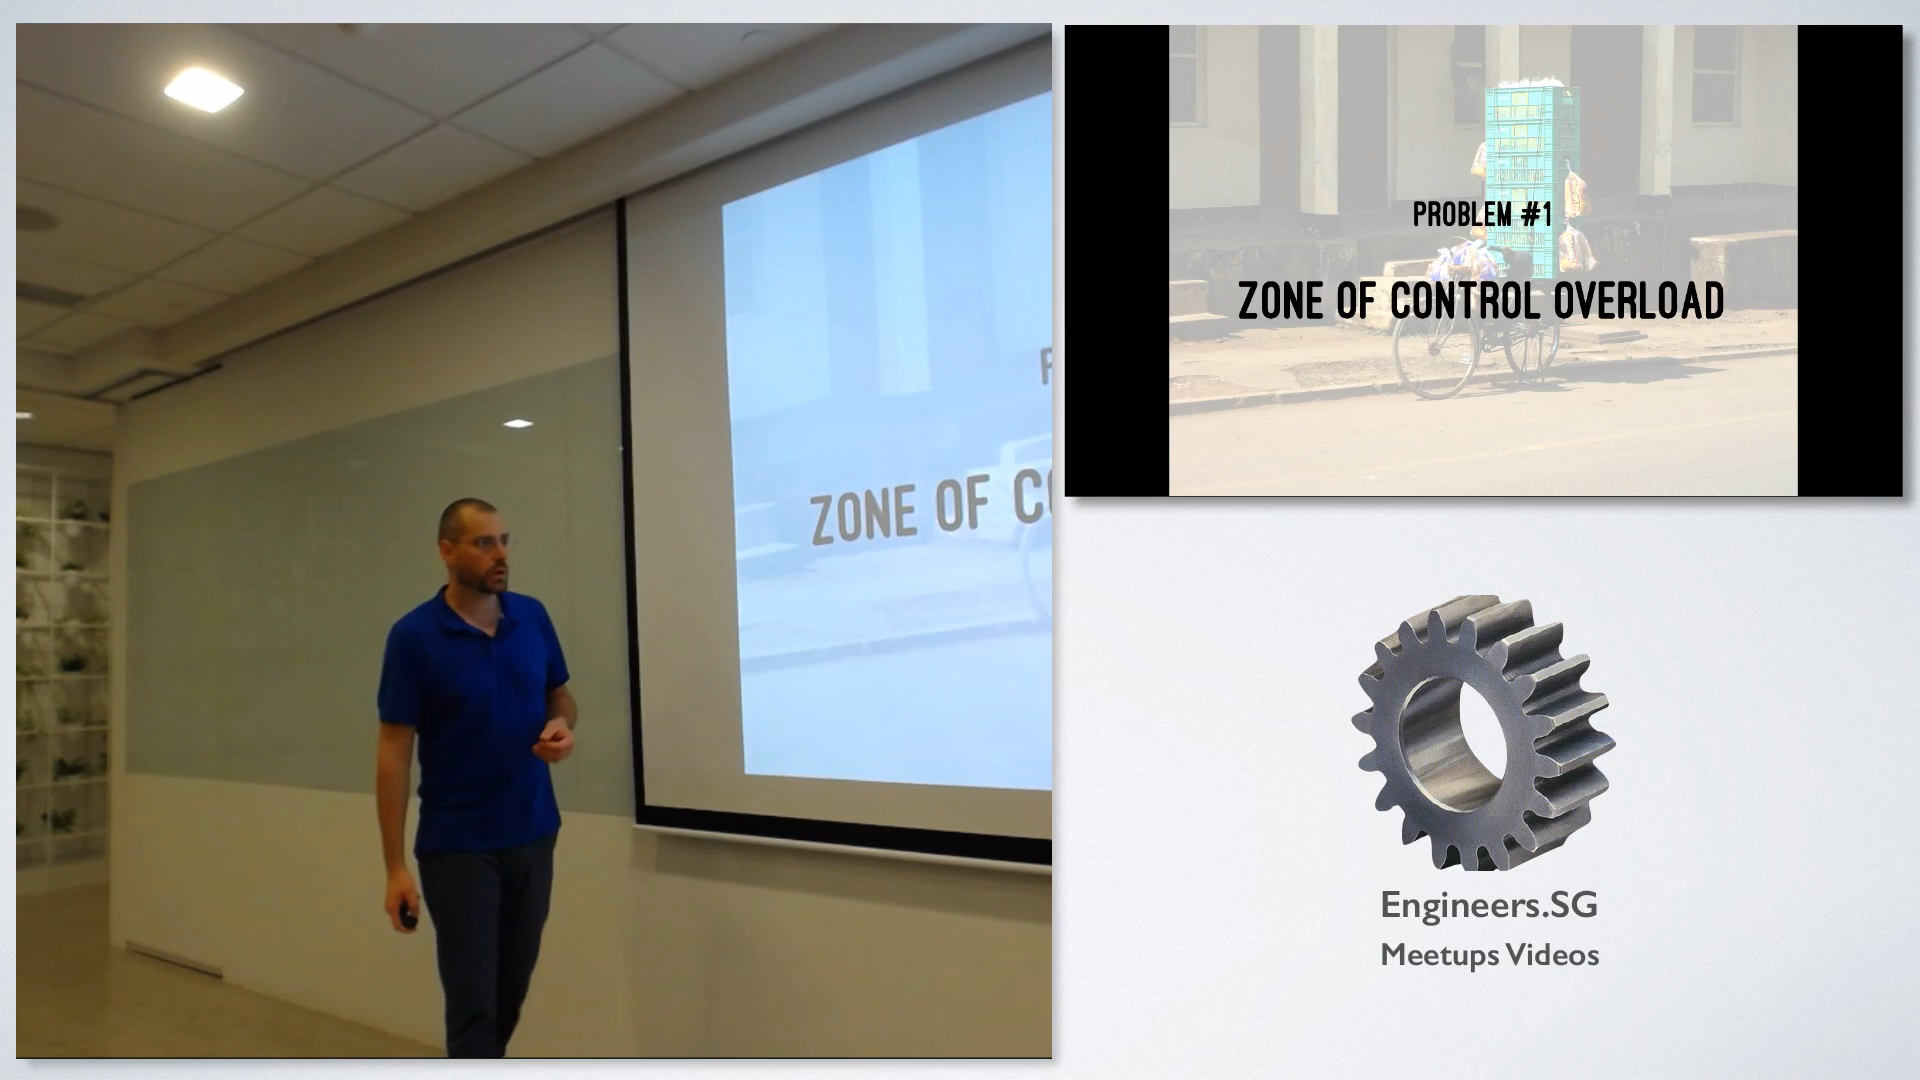 ZONE OF
PROBLEM #1
ZONE OF CONTROL OVERLOAD
Engineers.SG
Meetups Videos